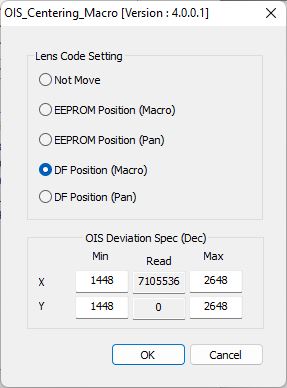 OIS_Centering_Macro [Version : 4.0.0.1]
Lens Code Setting
Not Move
EEPROM Position (Macro)
EEPROM Position (Pan)
DF Position (Macro)
DF Position (Pan)
OIS Deviation Spec (Dec)
Min Read Max
X 1448 7105536 2648
Y 1448 0 2648
OK Cancel